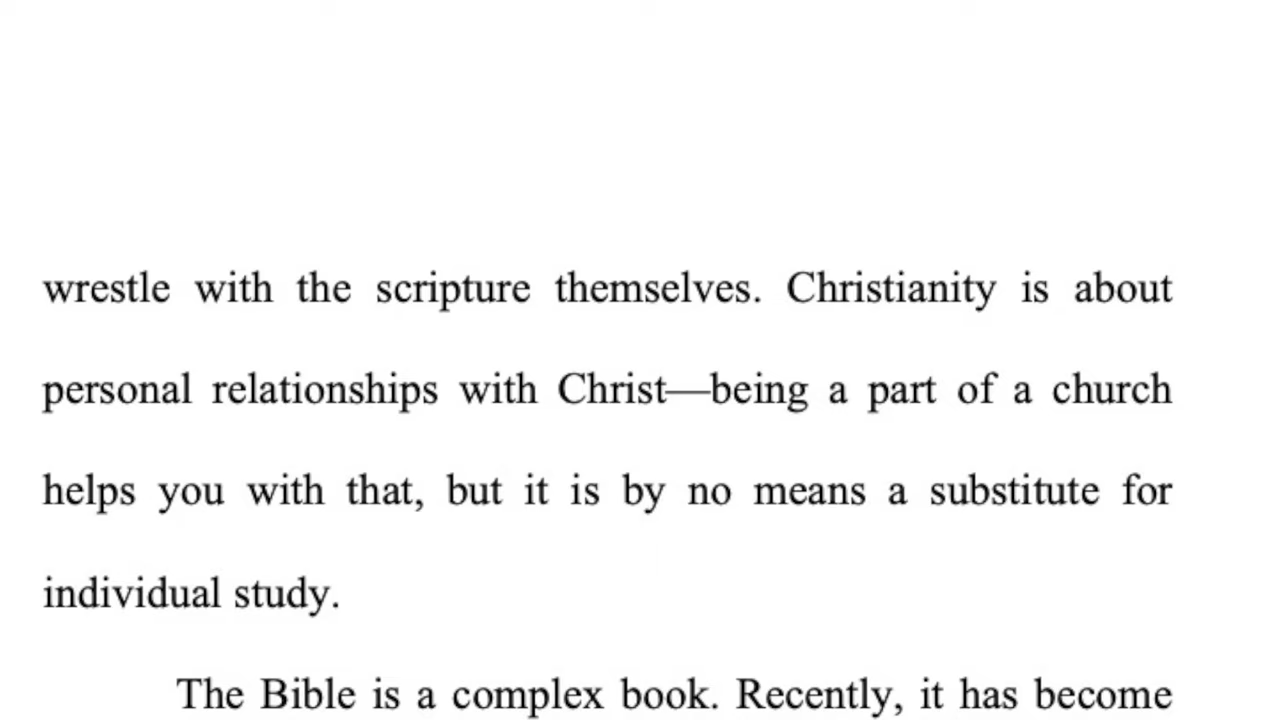 wrestle with the scripture themselves. Christianity is about
personal relationships with Christ—being a part of a church
helps you with that, but it is by no means a substitute for
individual study.
The Bible is a complex book. Recently, it has become